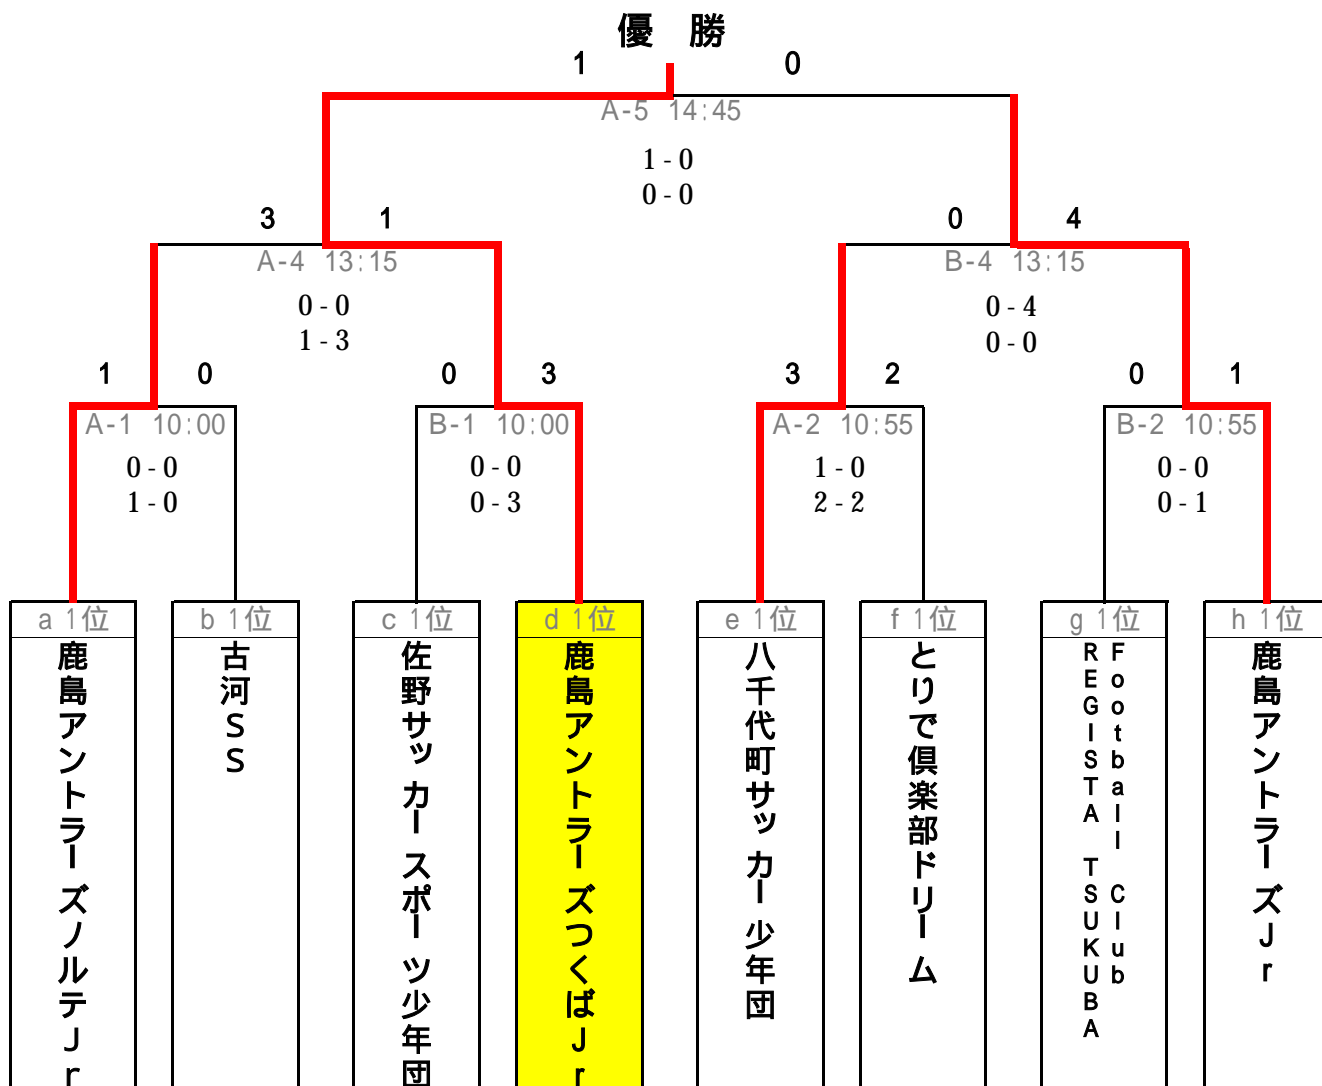 優 勝
1 0
A-5 14:45
1-0
0-0
3 1
0 4
A-4 13:15
B-4 13:15
0-0
1-3
0-4
0-0
1 0
0 3
3 2
0 1
A-1 10:00
B-1 10:00
A-2 10:55
B-2 10:55
0-0
1-0
0-0
0-3
1-0
2-2
0-0
0-1
a 1位
b 1位
c 1位
d 1位
e 1位
f 1位
g 1位
h 1位
鹿島アントラーズノルテJr
古河SS
佐野サッカースポーツ少年団
鹿島アントラーズつくばJr
八千代町サッカー少年団
とりで倶楽部ドリーム
Football Club
REGISTA TSUKUBA
鹿島アントラーズJr